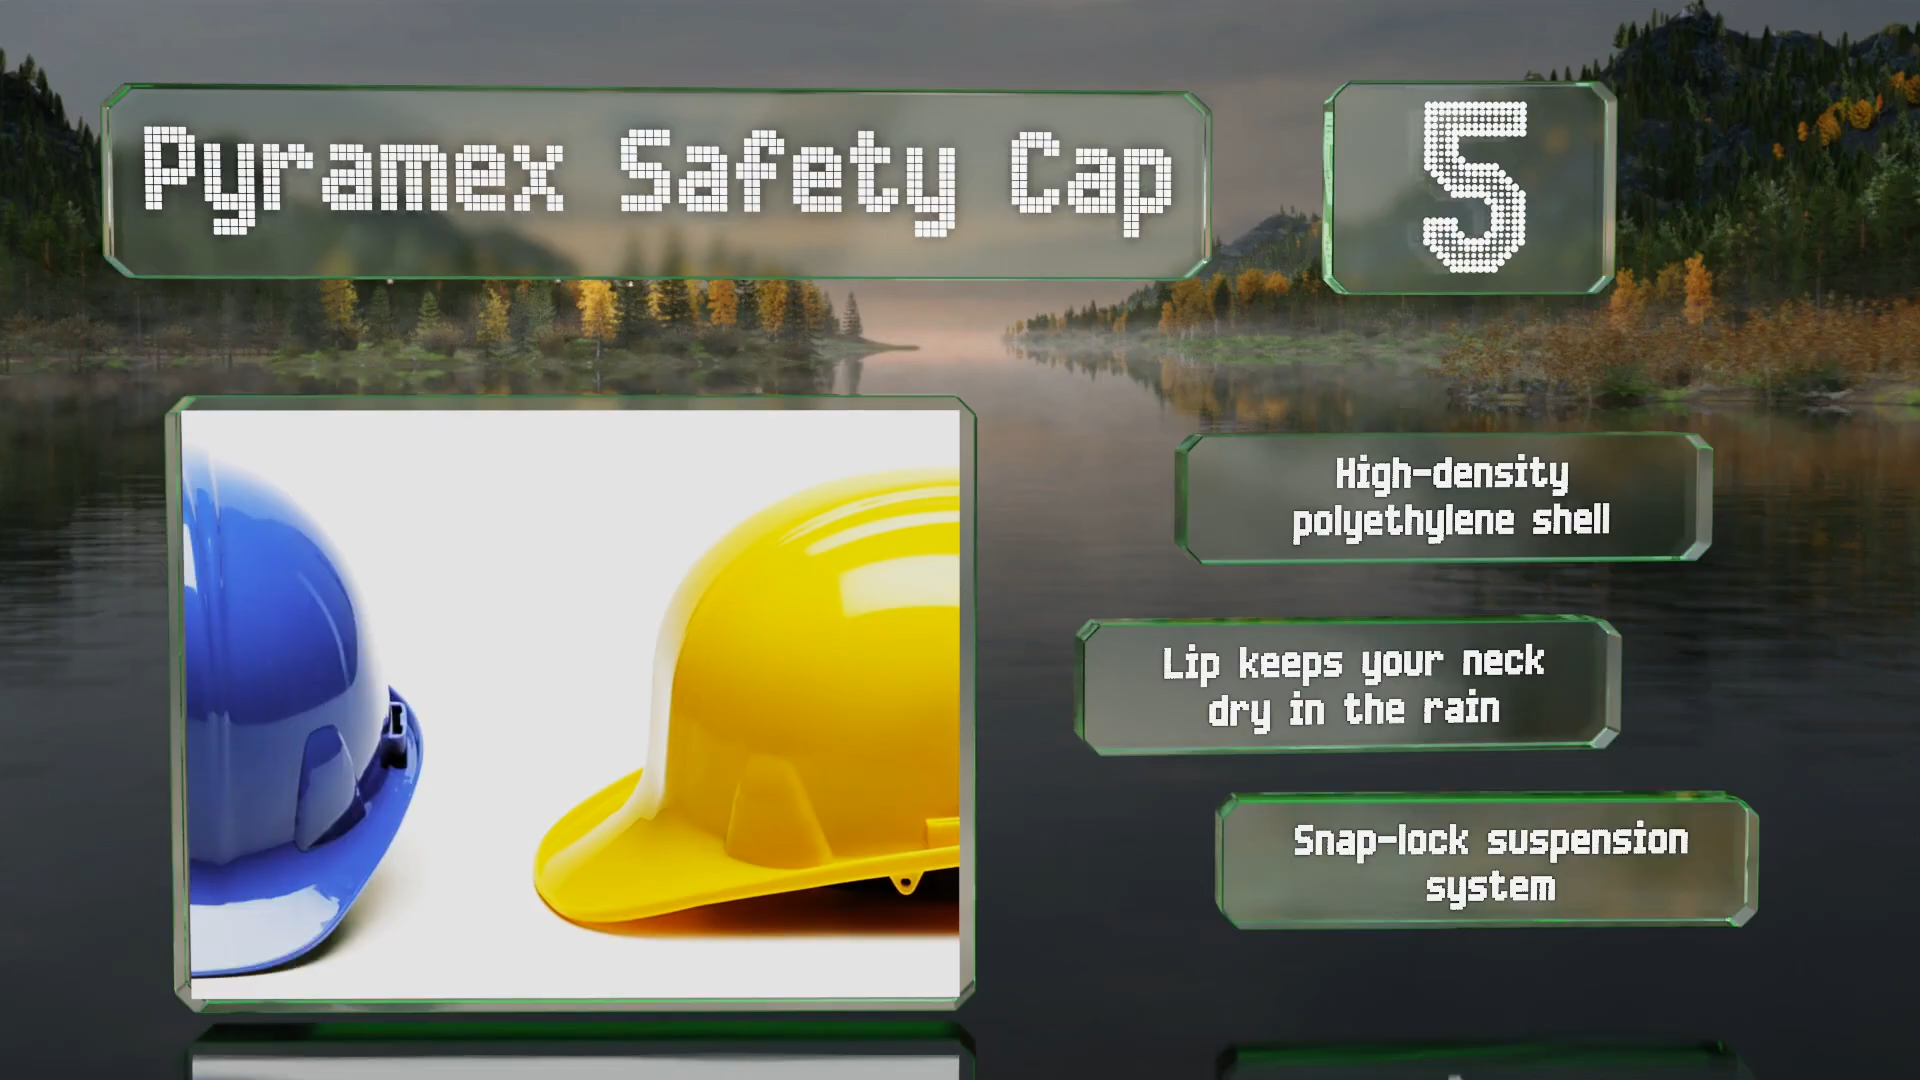 Pyramex Safety Cap
5
High-density
polyethylene shell
Lip keeps your neck
dry in the rain
Snap-lock suspension
system